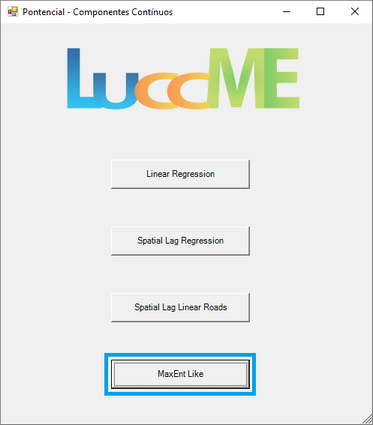 Pontencial - Componentes Contínuos
LuccME
Linear Regression
Spatial Lag Regression
Spatial Lag Linear Roads
MaxEnt Like